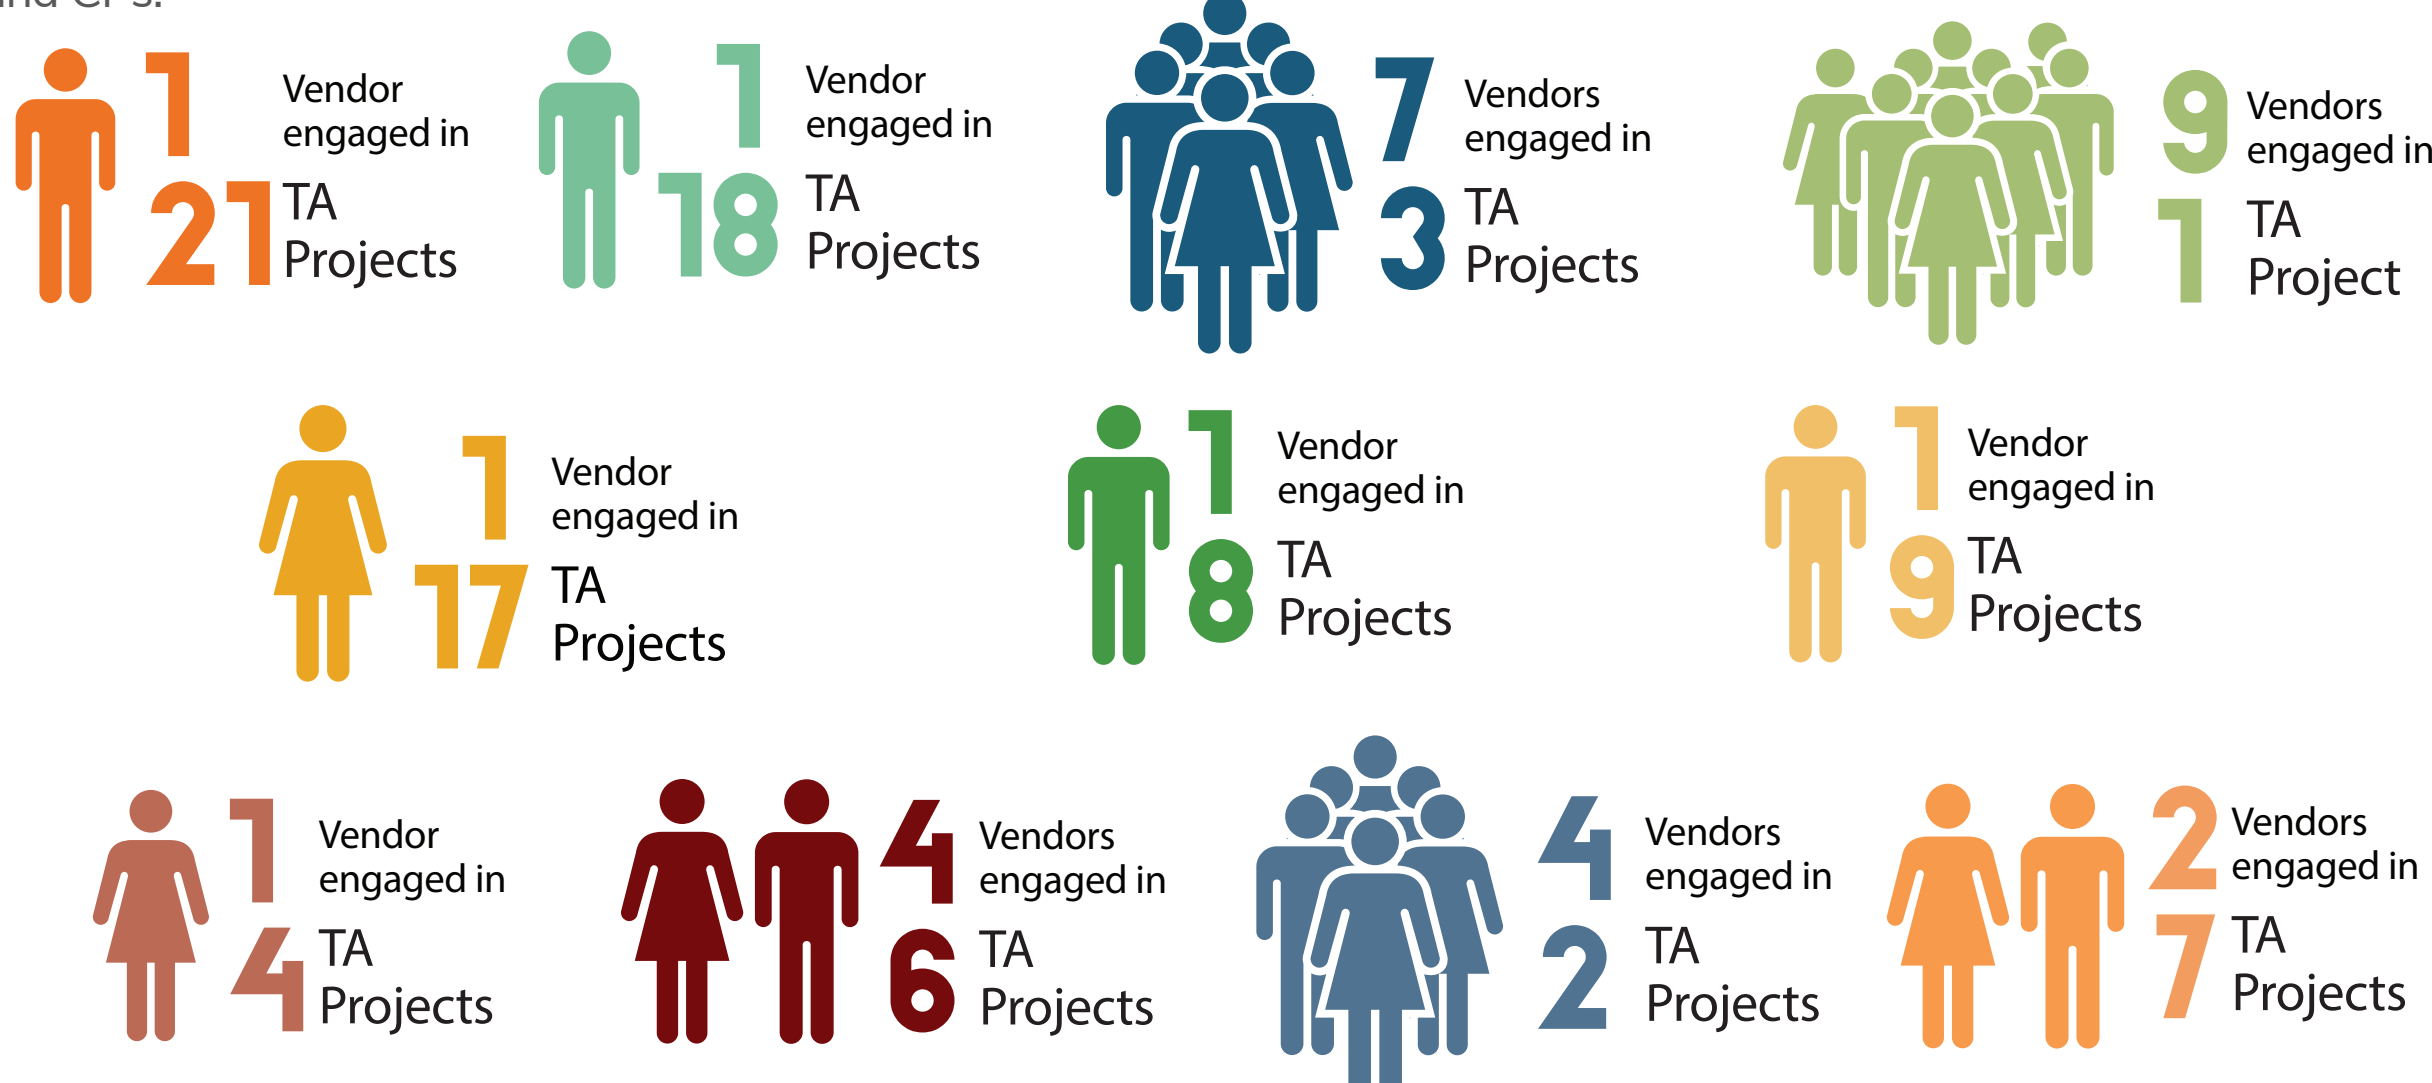 and CPs.
1
Vendor
engaged in
21
TA
Projects
1
Vendor
engaged in
18
TA
Projects
7
Vendors
engaged in
3
TA
Projects
9
Vendors
engaged in
1
TA
Project
1
Vendor
engaged in
17
TA
Projects
1
Vendor
engaged in
8
TA
Projects
1
Vendor
engaged in
9
TA
Projects
1
Vendor
engaged in
4
TA
Projects
4
Vendors
engaged in
6
TA
Projects
4
Vendors
engaged in
2
TA
Projects
2
Vendors
engaged in
7
TA
Projects